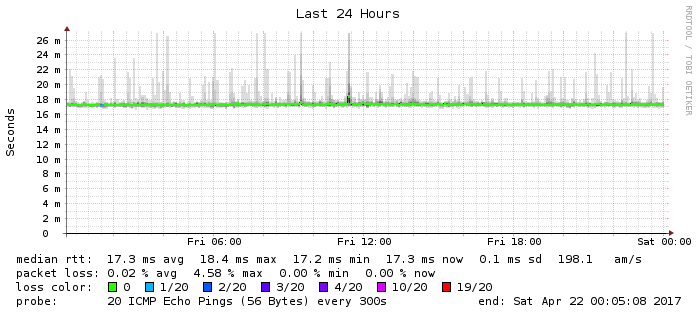 Last 24 Hours
RRDTOOL / TOBI OETIKER
Seconds
26 m
24 m
22 m
20 m
18 m
16 m
14 m
12 m
10 m
8 m
6 m
4 m
2 m
0
Fri 06:00 Fri 12:00 Fri 18:00 Sat 00:00
median rtt: 17.3 ms avg 18.4 ms max 17.2 ms min 17.3 ms now 0.1 ms sd 198.1 am/s
packet loss: 0.02 % avg 4.58 % max 0.00 % min 0.00 % now
loss color: 0 1/20 2/20 3/20 4/20 10/20 19/20
probe: 20 ICMP Echo Pings (56 Bytes) every 300s end: Sat Apr 22 00:05:08 2017